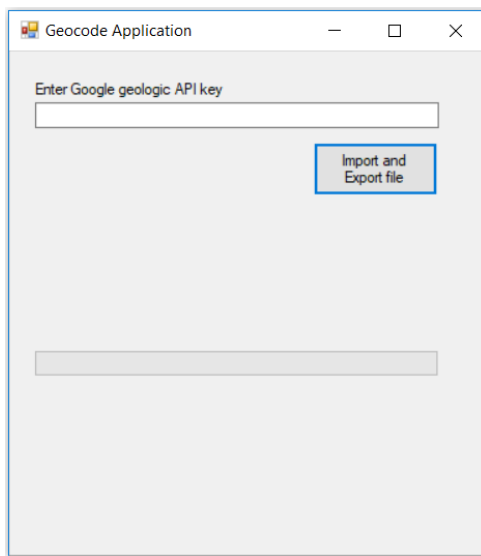 Geocode Application
Enter Google geologic API key
Import and
Export file